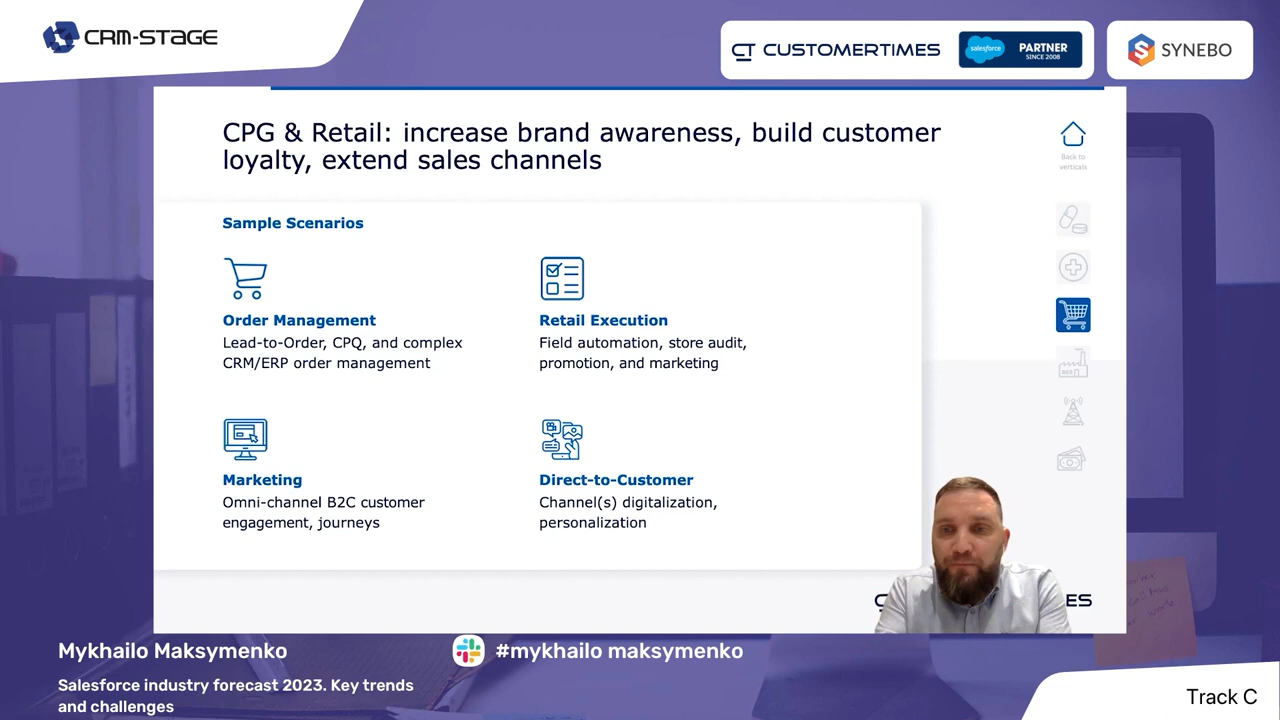 CRM-STAGE
CT CUSTOMERTIMES
salesforce
PARTNER
SINCE 2008
SYNEBO
CPG & Retail: increase brand awareness, build customer
loyalty, extend sales channels
Back to
verticals
Sample Scenarios
Order Management
Lead-to-Order, CPQ, and complex
CRM/ERP order management
Retail Execution
Field automation, store audit,
promotion, and marketing
Marketing
Omni-channel B2C customer
engagement, journeys
Direct-to-Customer
Channel(s) digitalization,
personalization
ES
Mykhailo Maksymenko
#mykhailo maksymenko
Salesforce industry forecast 2023. Key trends
and challenges
Track C